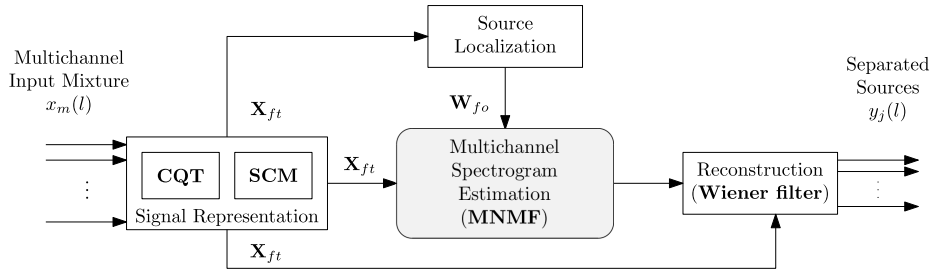 Source
Localization
Multichannel
Input Mixture
x_m(l)
Separated
Sources
y_j(l)
X_ft
W_fo
CQT
SCM
Signal Representation
X_ft
Multichannel
Spectrogram
Estimation
(MNMF)
Reconstruction
(Wiener filter)
X_ft